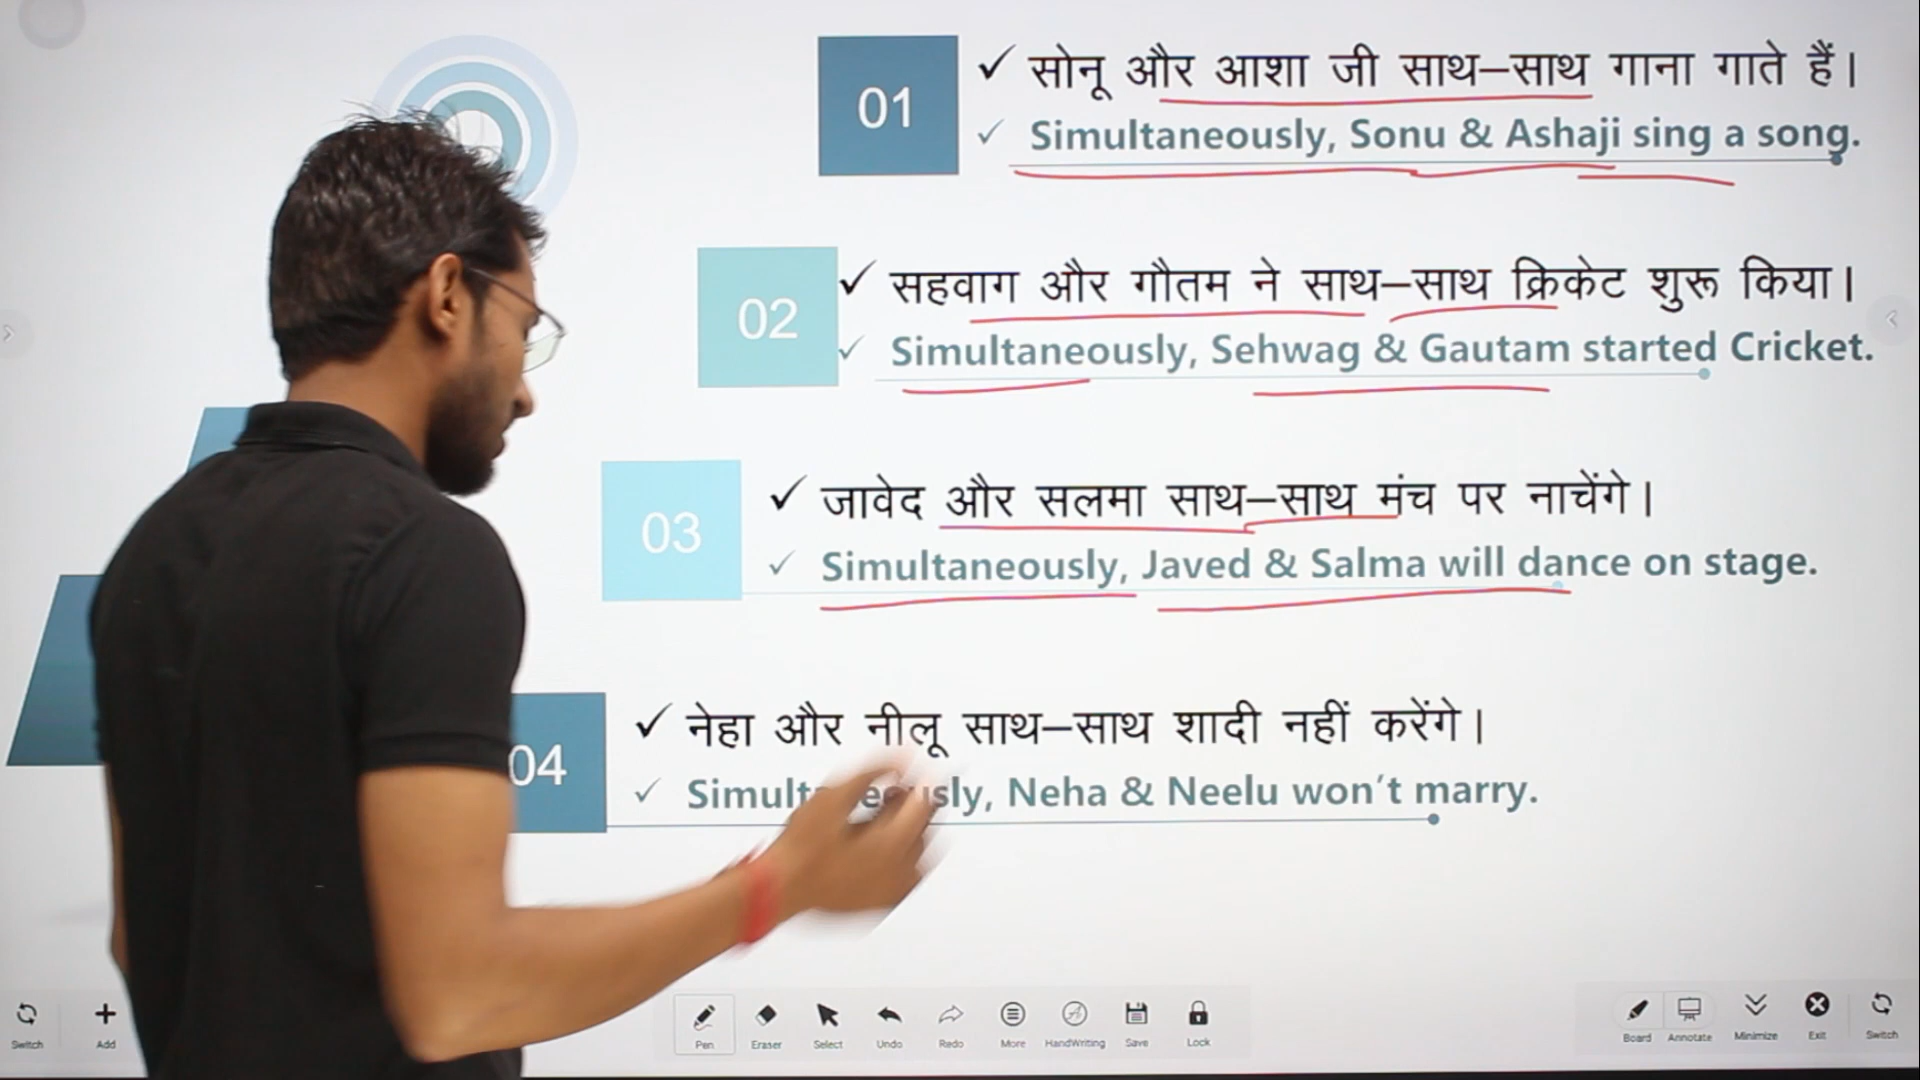 01
सोनू और आशा जी साथ–साथ गाना गाते हैं।
Simultaneously, Sonu & Ashaji sing a song.
02
सहवाग और गौतम ने साथ–साथ क्रिकेट शुरू किया।
Simultaneously, Sehwag & Gautam started Cricket.
03
जावेद और सलमा साथ–साथ मंच पर नाचेंगे।
Simultaneously, Javed & Salma will dance on stage.
04
नेहा और नीलू साथ–साथ शादी नहीं करेंगे।
Neha & Neelu won't marry.
Switch Add Pen Eraser Select Undo Redo More HandWriting Save Lock Board Annotate Minimize Exit Switch